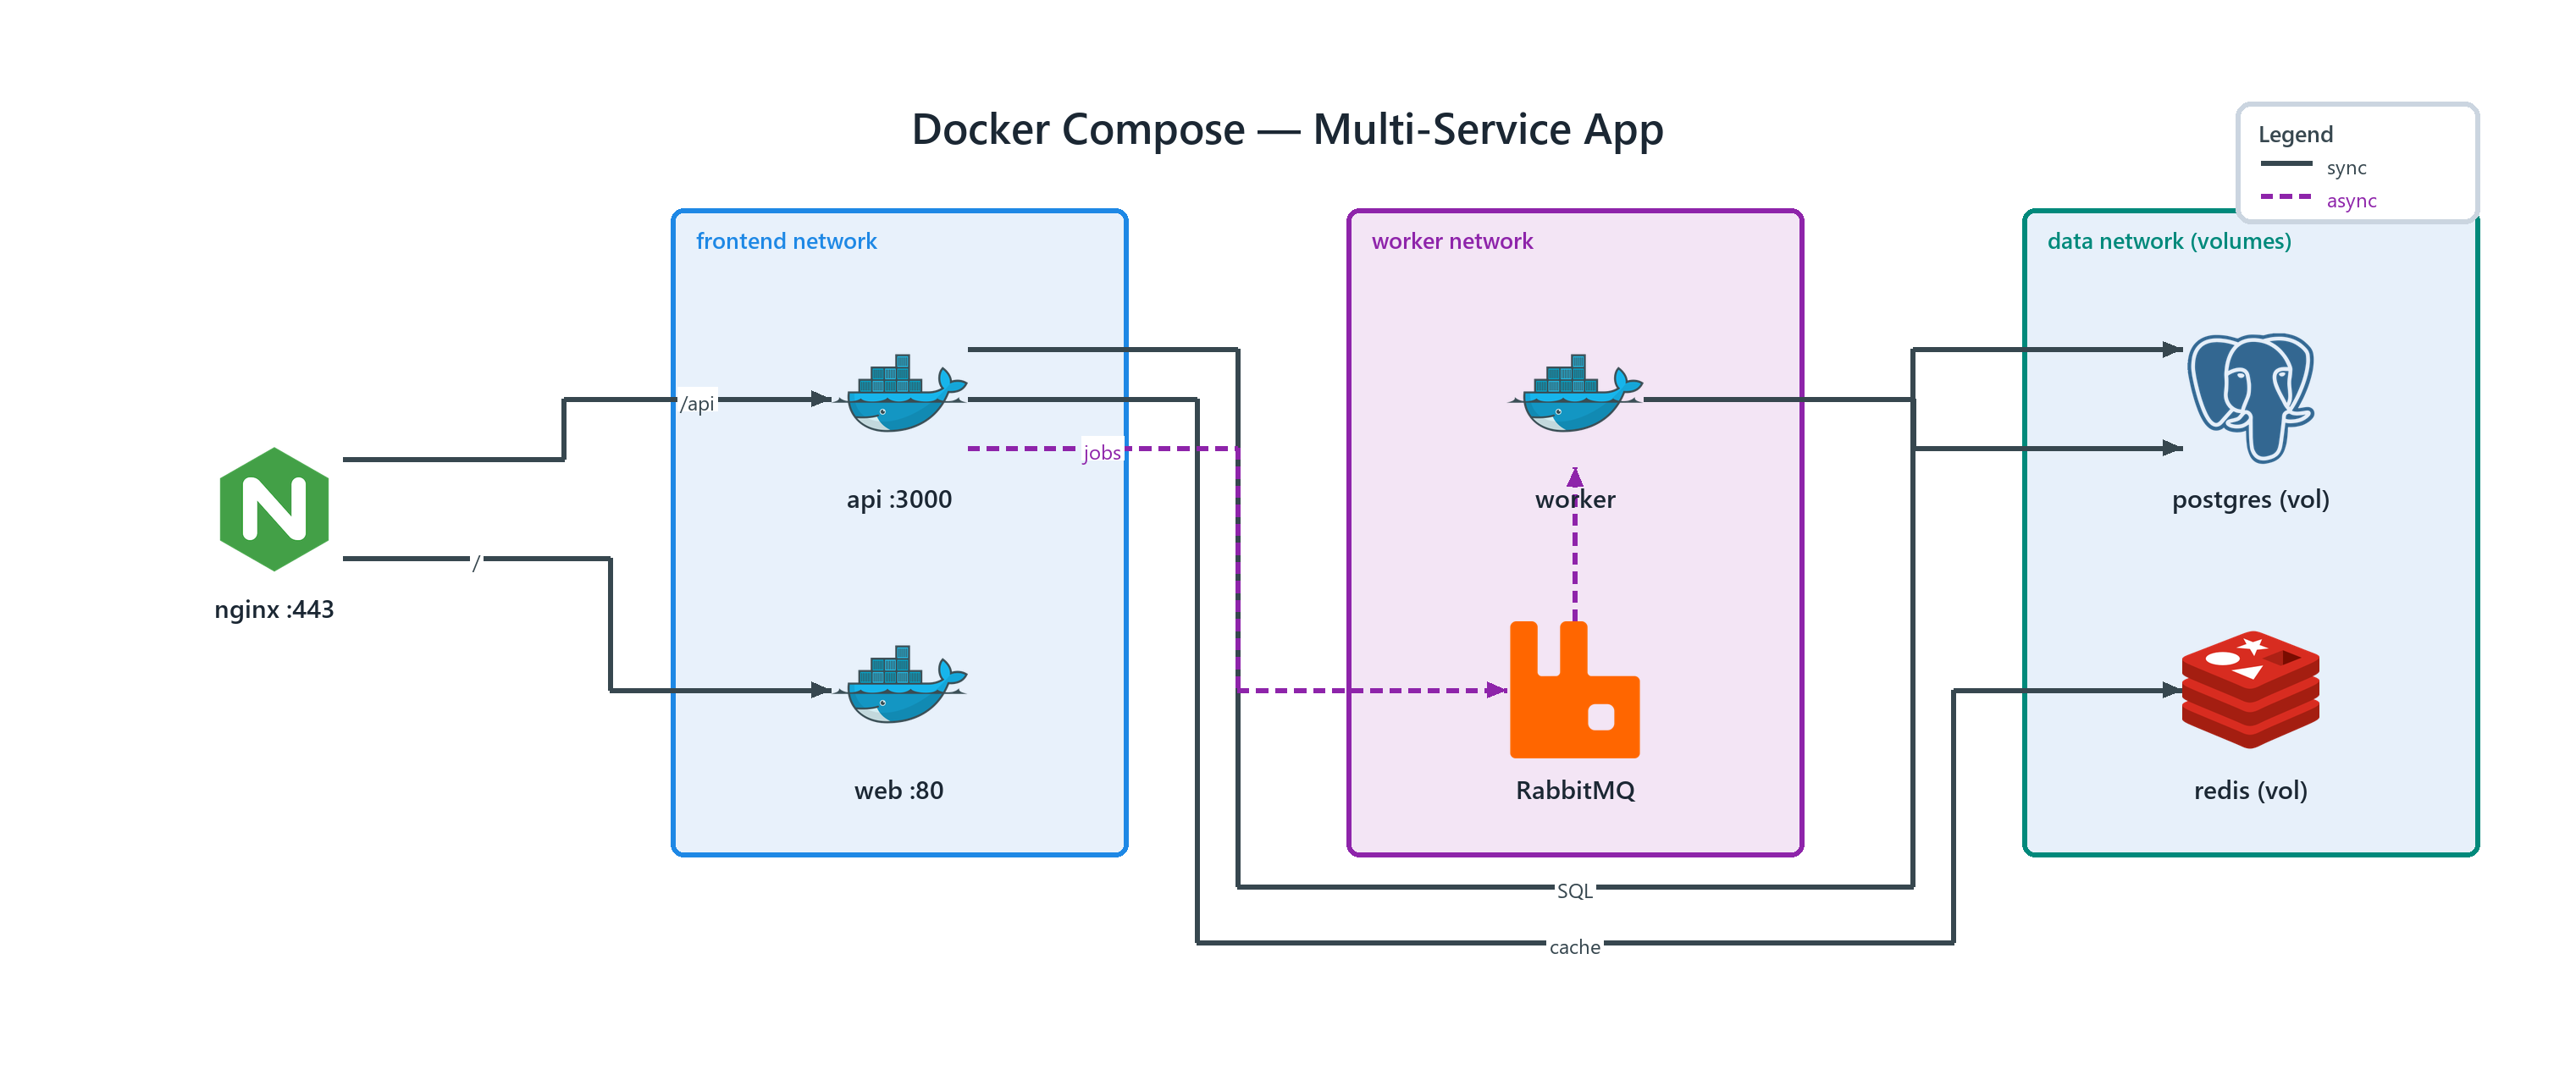 Docker Compose — Multi-Service App
Legend
sync
async
frontend network
worker network
data network (volumes)
/api
jobs
api :3000
worker
postgres (vol)
/
nginx :443
web :80
RabbitMQ
redis (vol)
SQL
cache